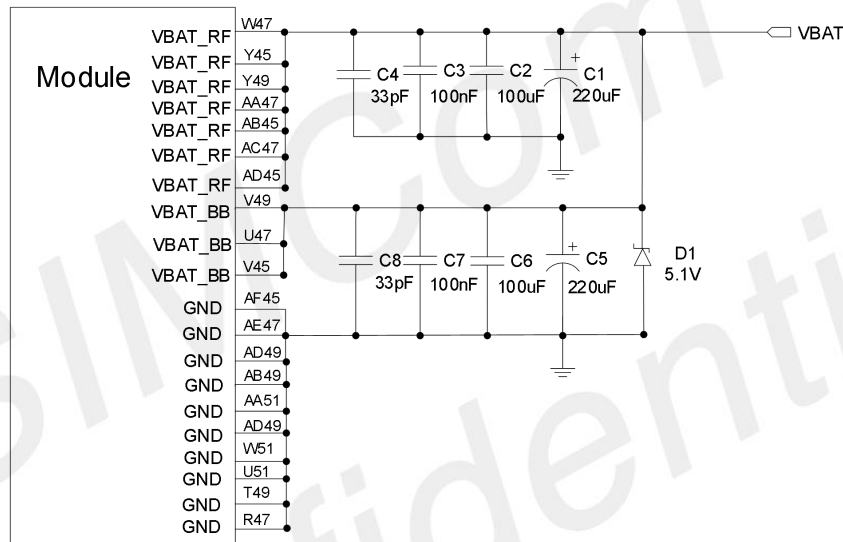 Module
VBAT_RF W47
VBAT_RF Y45
VBAT_RF Y49
VBAT_RF AA47
VBAT_RF AB45
VBAT_RF AC47
VBAT_RF AD45
VBAT_BB V49
VBAT_BB U47
VBAT_BB V45
GND AF45
GND AE47
GND AD49
GND AB49
GND AA51
GND AD49
GND W51
GND U51
GND T49
GND R47
VBAT
C4
33pF
C3
100nF
C2
100uF
+
C1
220uF
C8
33pF
C7
100nF
C6
100uF
+
C5
220uF
D1
5.1V
SIMCom
fidenti